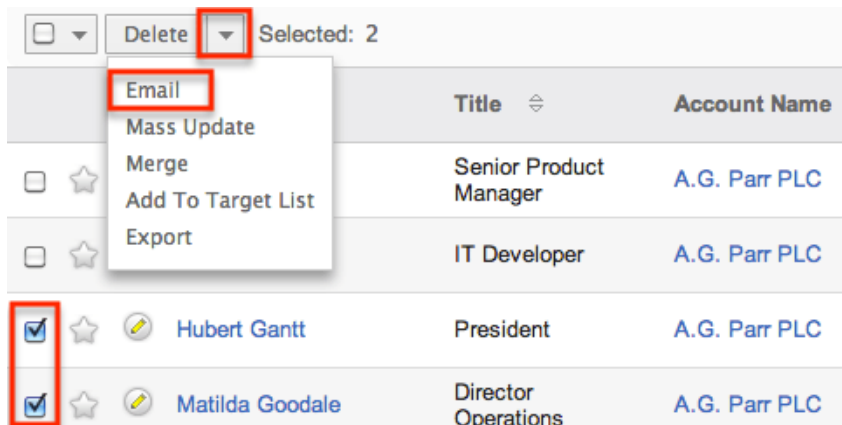 Delete Selected: 2
Email
Mass Update
Merge
Add To Target List
Export
Title Account Name
Senior Product
Manager
A.G. Parr PLC
IT Developer A.G. Parr PLC
Hubert Gantt President A.G. Parr PLC
Matilda Goodale Director
Operations
A.G. Parr PLC